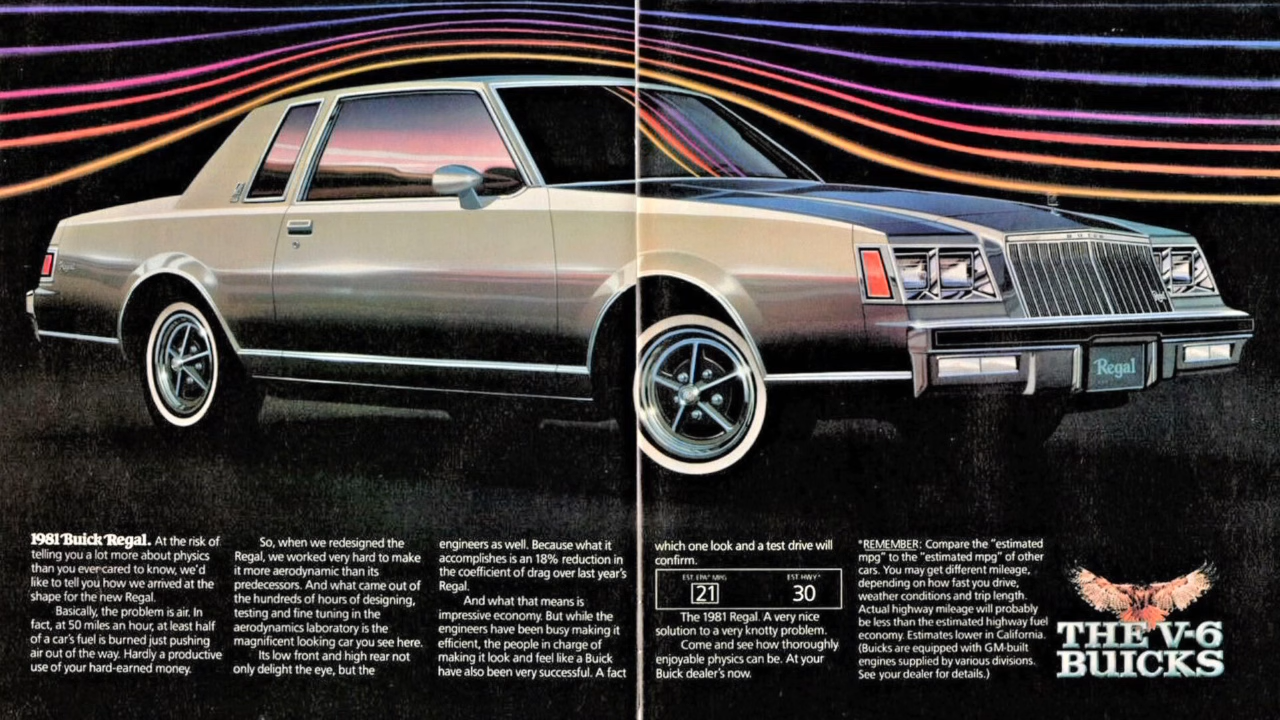 BUICK
Regal
1981 Buick Regal. At the risk of
telling you a lot more about physics
than you ever cared to know, we'd
like to tell you how we arrived at the
shape for the new Regal.
Basically, the problem is air. In
fact, at 50 miles an hour, at least half
of a car's fuel is burned just pushing
air out of the way. Hardly a productive
use of your hard-earned money.
So, when we redesigned the
Regal, we worked very hard to make
it more aerodynamic than its
predecessors. And what came out of
the hundreds of hours of designing,
testing and fine tuning in the
aerodynamics laboratory is the
magnificent looking car you see here.
Its low front and high rear not
only delight the eye, but the
engineers as well. Because what it
accomplishes is an 18% reduction in
the coefficient of drag over last year's
Regal.
And what that means is
impressive economy. But while the
engineers have been busy making it
efficient, the people in charge of
making it look and feel like a Buick
have also been very successful. A fact
which one look and a test drive will
confirm.
EST. EPA* MPG EST. HWY*
21 30
The 1981 Regal. A very nice
solution to a very knotty problem.
Come and see how thoroughly
enjoyable physics can be. At your
Buick dealer's now.
*REMEMBER: Compare the "estimated
mpg" to the "estimated mpg" of other
cars. You may get different mileage,
depending on how fast you drive,
weather conditions and trip length.
Actual highway mileage will probably
be less than the estimated highway fuel
economy. Estimates lower in California.
(Buicks are equipped with GM-built
engines supplied by various divisions.
See your dealer for details.)
THE V-6
BUICKS